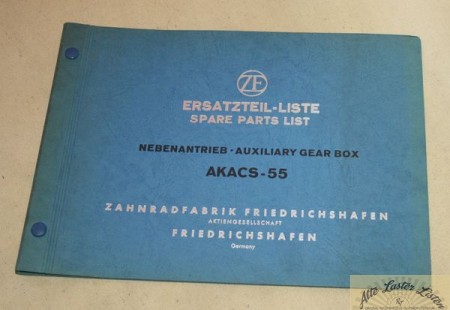 ZF
ERSATZTEIL-LISTE
SPARE PARTS LIST
NEBENANTRIEB · AUXILIARY GEAR BOX
AKACS-55
ZAHNRADFABRIK FRIEDRICHSHAFEN
AKTIENGESELLSCHAFT
FRIEDRICHSHAFEN
Germany
Alte Laster Listen